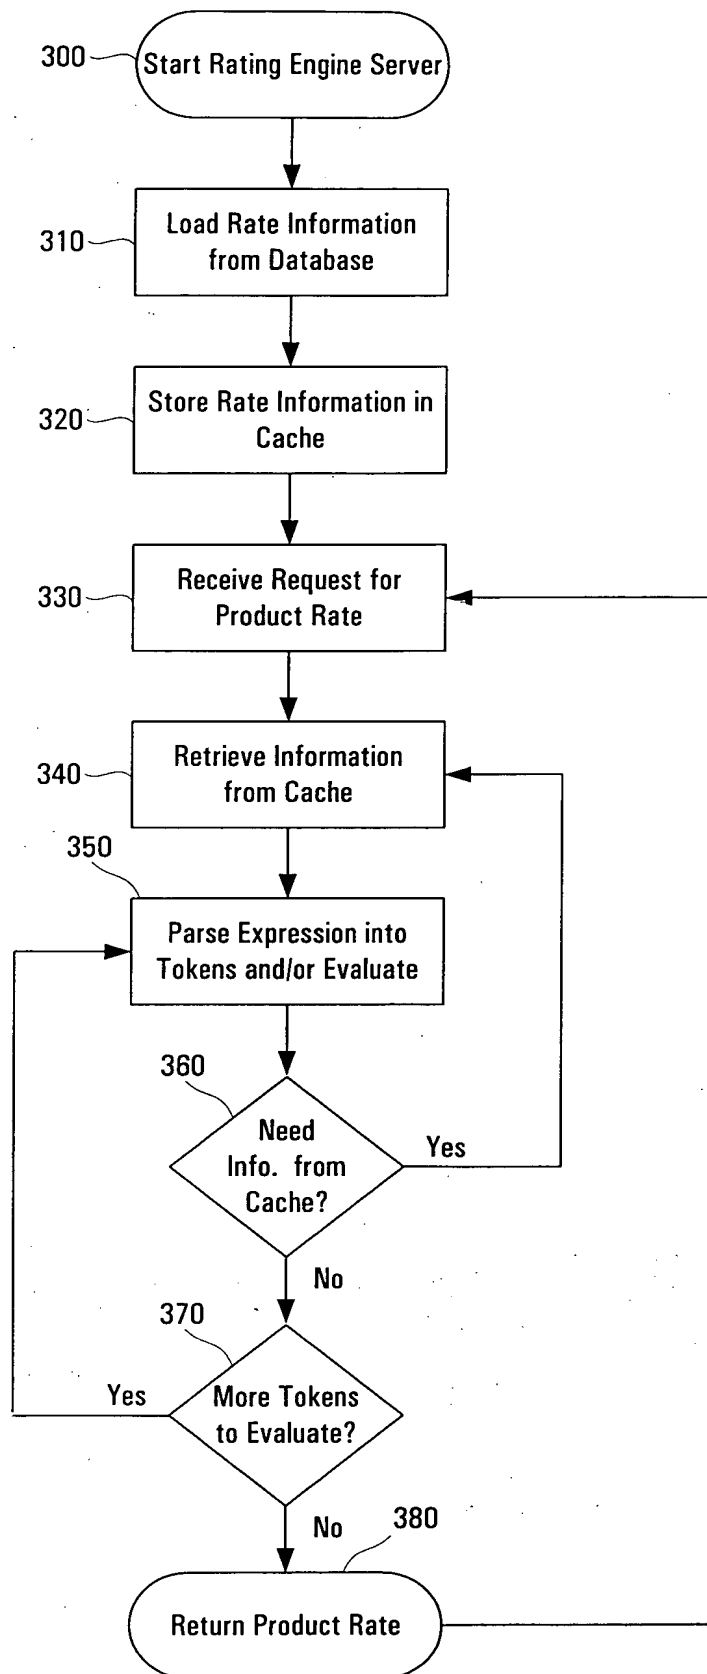 300
Start Rating Engine Server
310
Load Rate Information
from Database
320
Store Rate Information in
Cache
330
Receive Request for
Product Rate
340
Retrieve Information
from Cache
350
Parse Expression into
Tokens and/or Evaluate
360
Need
Info. from
Cache?
Yes
No
370
More Tokens
to Evaluate?
Yes
No
380
Return Product Rate